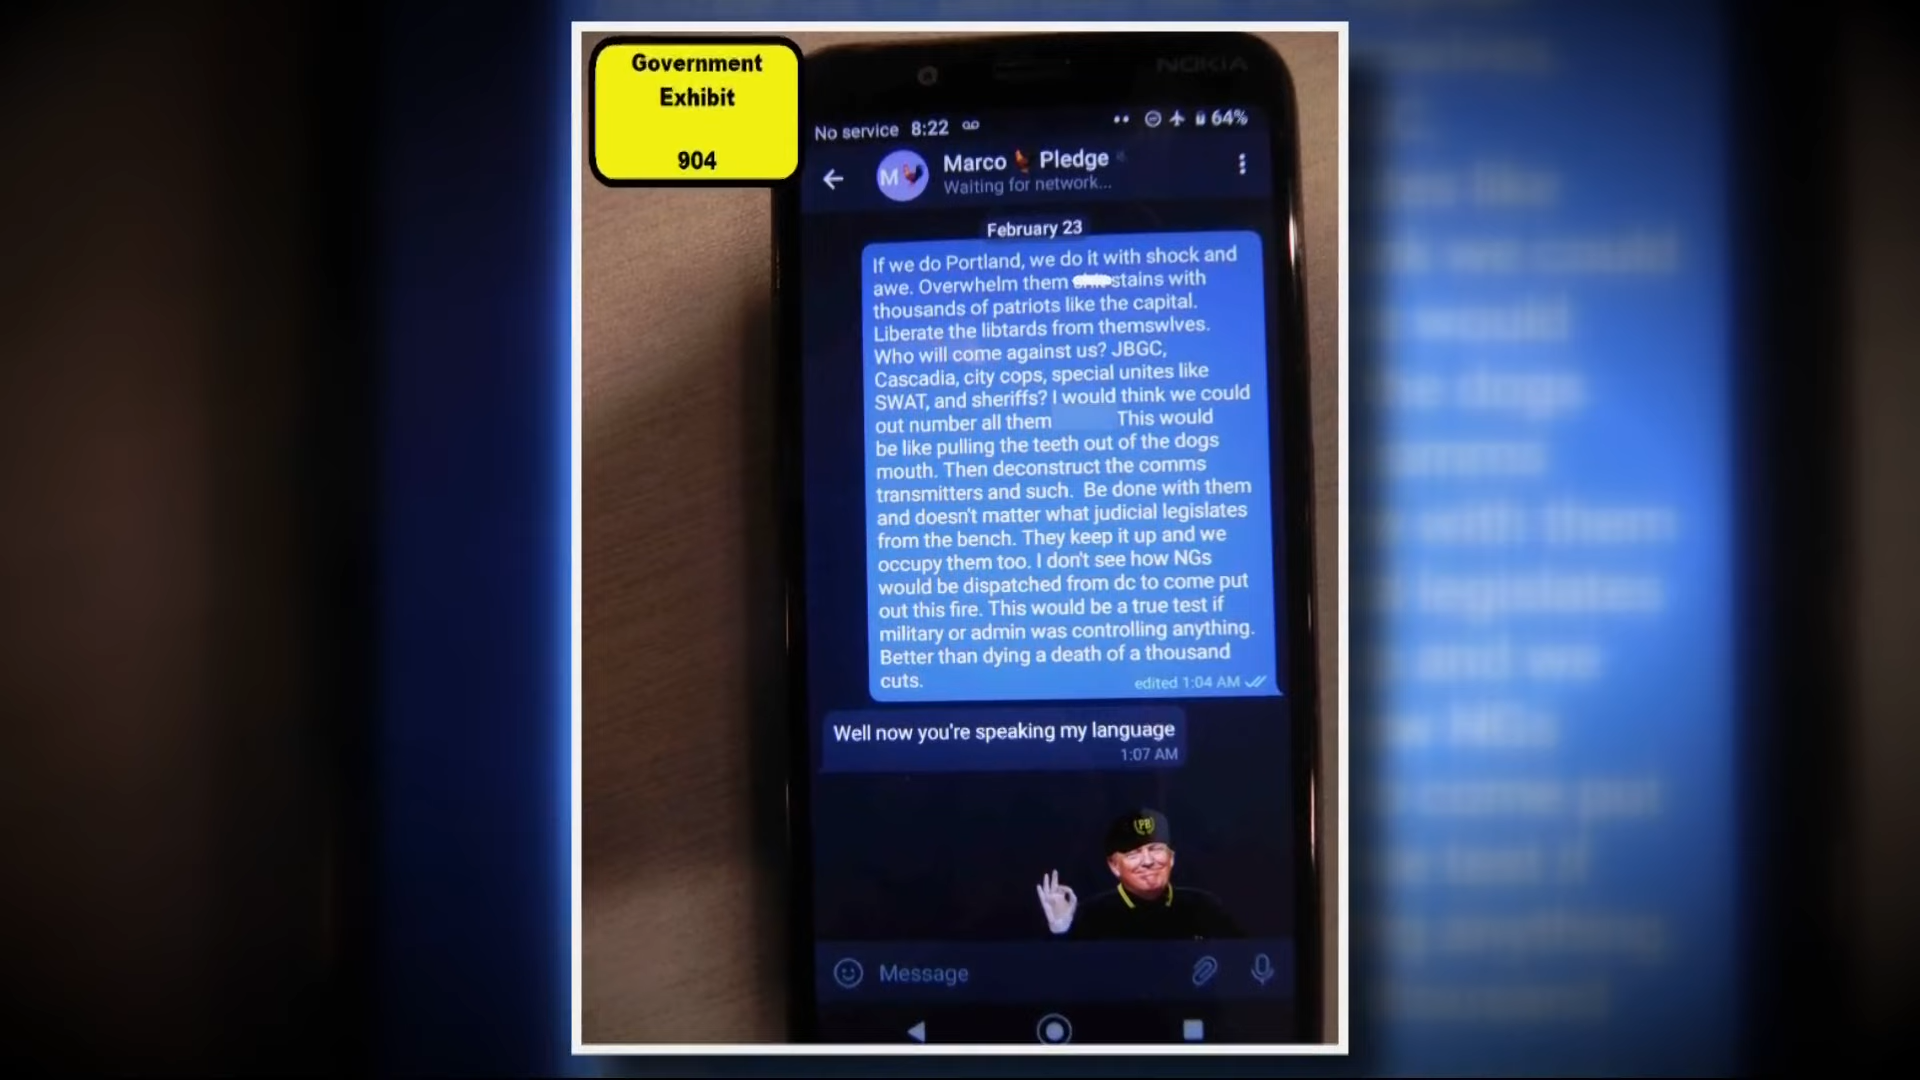 Government
Exhibit
904
NOKIA
No service 8:22 64%
M Marco 🐓 Pledge
Waiting for network...
February 23
If we do Portland, we do it with shock and
awe. Overwhelm them stains with
thousands of patriots like the capital.
Liberate the libtards from themswlves.
Who will come against us? JBGC,
Cascadia, city cops, special unites like
SWAT, and sheriffs? I would think we could
out number all them This would
be like pulling the teeth out of the dogs
mouth. Then deconstruct the comms
transmitters and such. Be done with them
and doesn't matter what judicial legislates
from the bench. They keep it up and we
occupy them too. I don't see how NGs
would be dispatched from dc to come put
out this fire. This would be a true test if
military or admin was controlling anything.
Better than dying a death of a thousand
cuts.
edited 1:04 AM
Well now you're speaking my language
1:07 AM
PB
Message